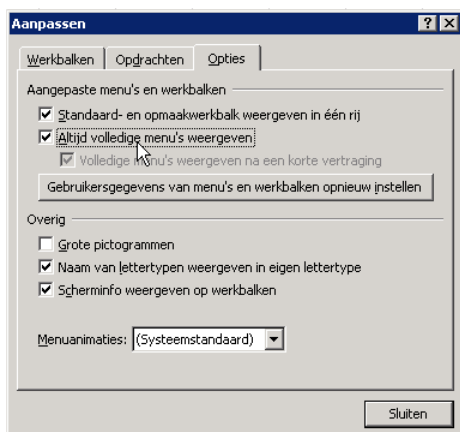 Aanpassen
Werkbalken
Opdrachten
Opties
Aangepaste menu's en werkbalken
Standaard- en opmaakwerkbalk weergeven in één rij
Altijd volledige menu's weergeven
Volledige menu's weergeven na een korte vertraging
Gebruikersgegevens van menu's en werkbalken opnieuw instellen
Overig
Grote pictogrammen
Naam van lettertypen weergeven in eigen lettertype
Scherminfo weergeven op werkbalken
Menuanimaties: (Systeemstandaard)
Sluiten